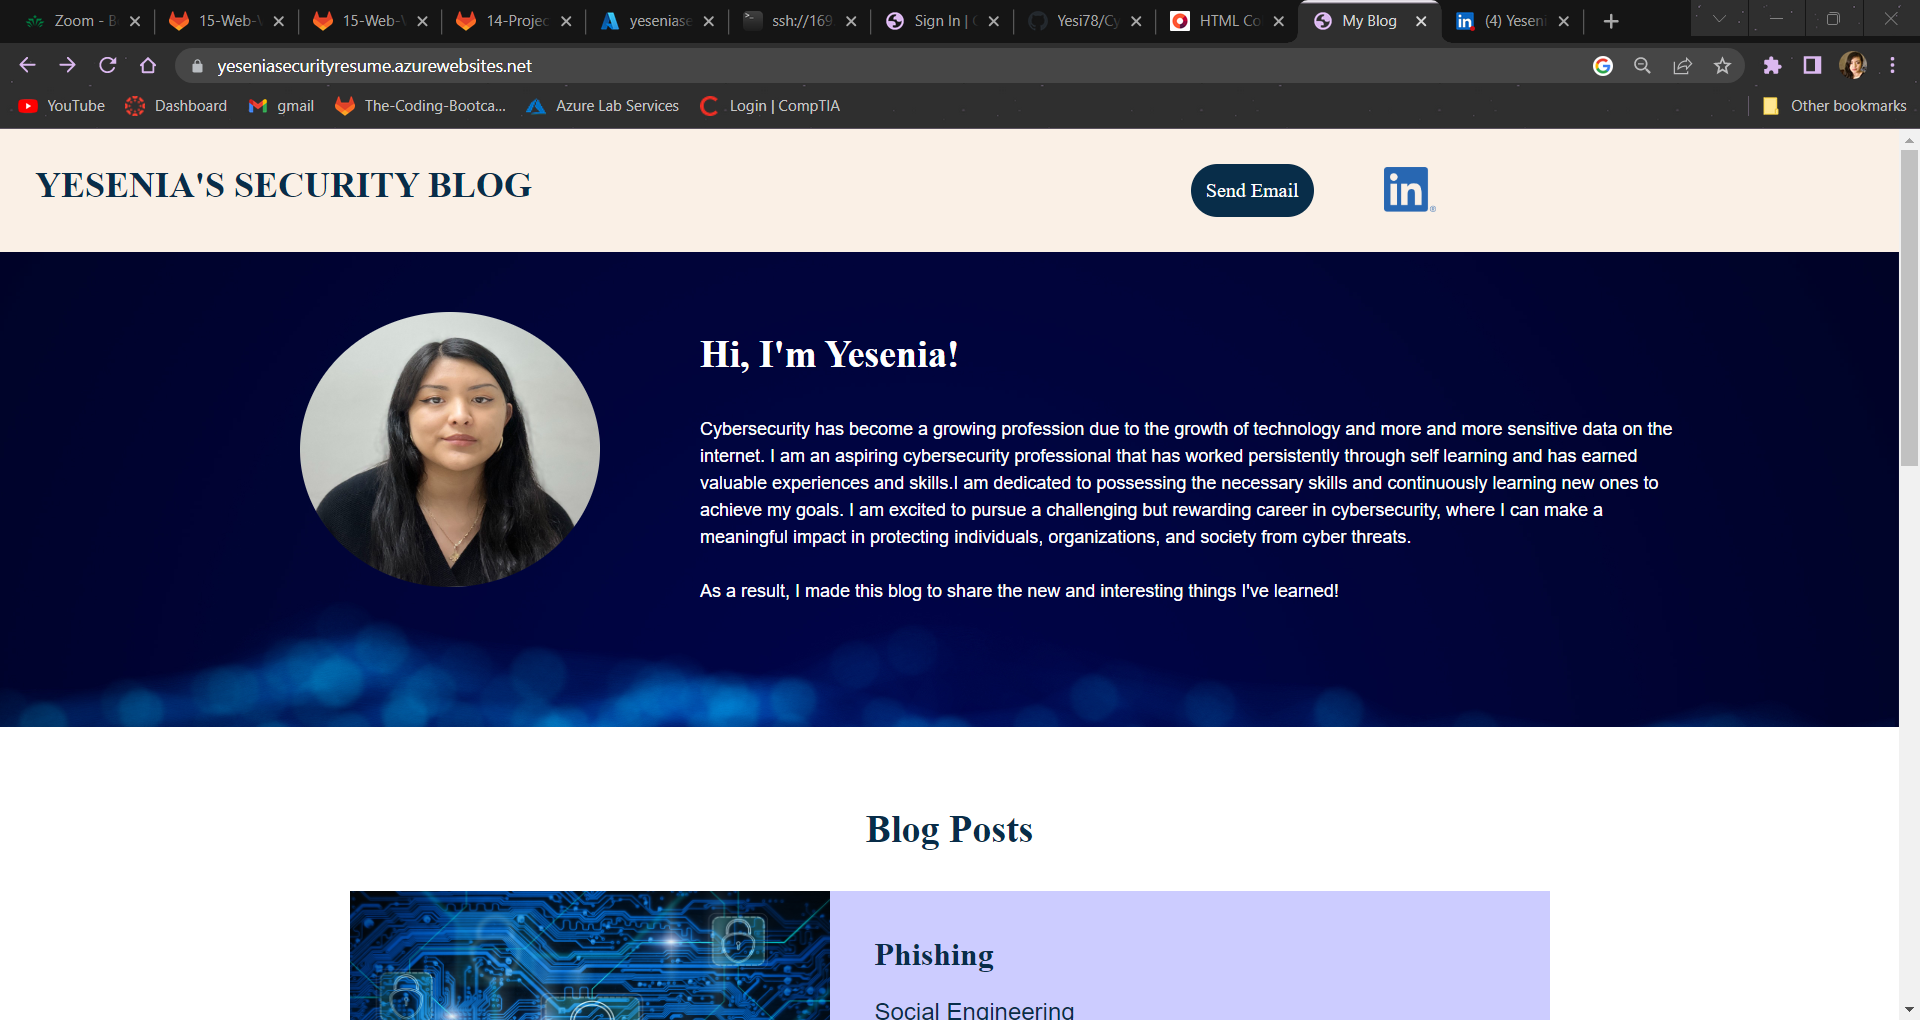 Zoom - B
15-Web-
15-Web-
14-Projec
yeseniase
ssh://169
Sign In |
Yesi78/Cy
HTML Co
My Blog
(4) Yeseni
yeseniasecurityresume.azurewebsites.net
YouTube
Dashboard
gmail
The-Coding-Bootca...
Azure Lab Services
Login | CompTIA
Other bookmarks
YESENIA'S SECURITY BLOG
Send Email
in
Hi, I'm Yesenia!
Cybersecurity has become a growing profession due to the growth of technology and more and more sensitive data on the
internet. I am an aspiring cybersecurity professional that has worked persistently through self learning and has earned
valuable experiences and skills.I am dedicated to possessing the necessary skills and continuously learning new ones to
achieve my goals. I am excited to pursue a challenging but rewarding career in cybersecurity, where I can make a
meaningful impact in protecting individuals, organizations, and society from cyber threats.
As a result, I made this blog to share the new and interesting things I've learned!
Blog Posts
Phishing
Social Engineering